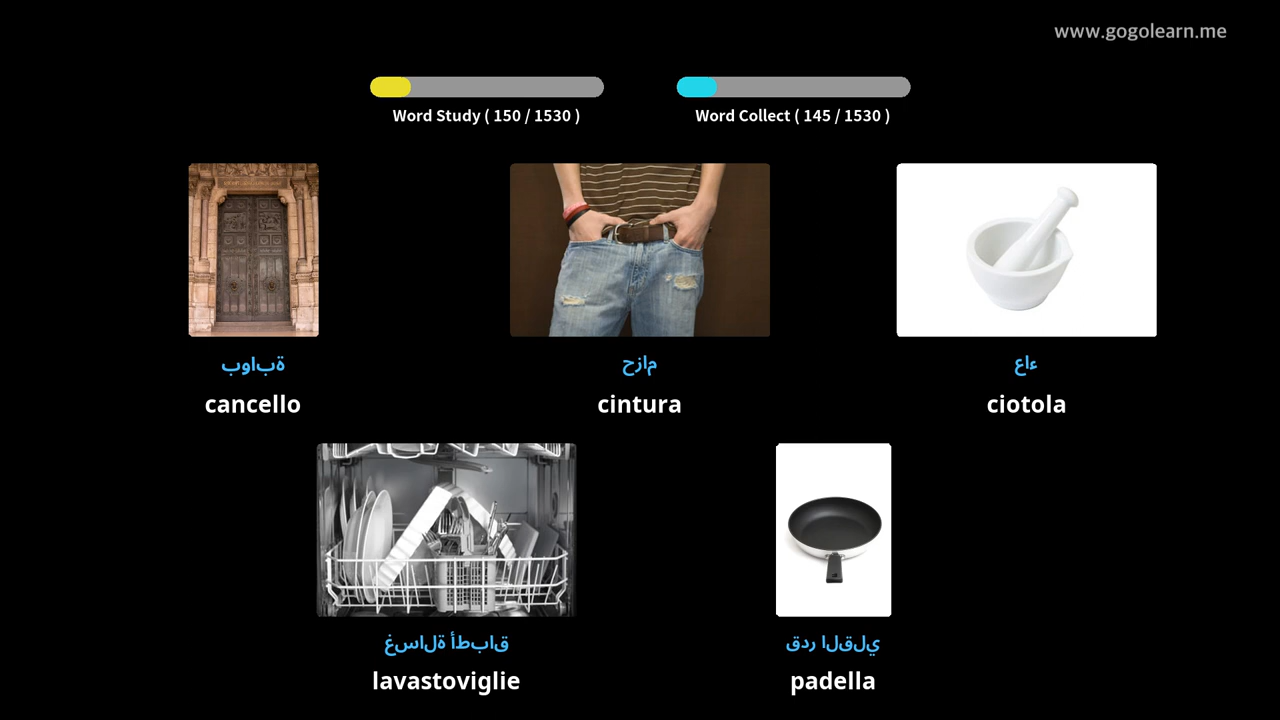 www.gogolearn.me
Word Study ( 150 / 1530 )
Word Collect ( 145 / 1530 )
بوابة
cancello
حزام
cintura
عاء
ciotola
غسالة أطباق
lavastoviglie
قدر القلي
padella